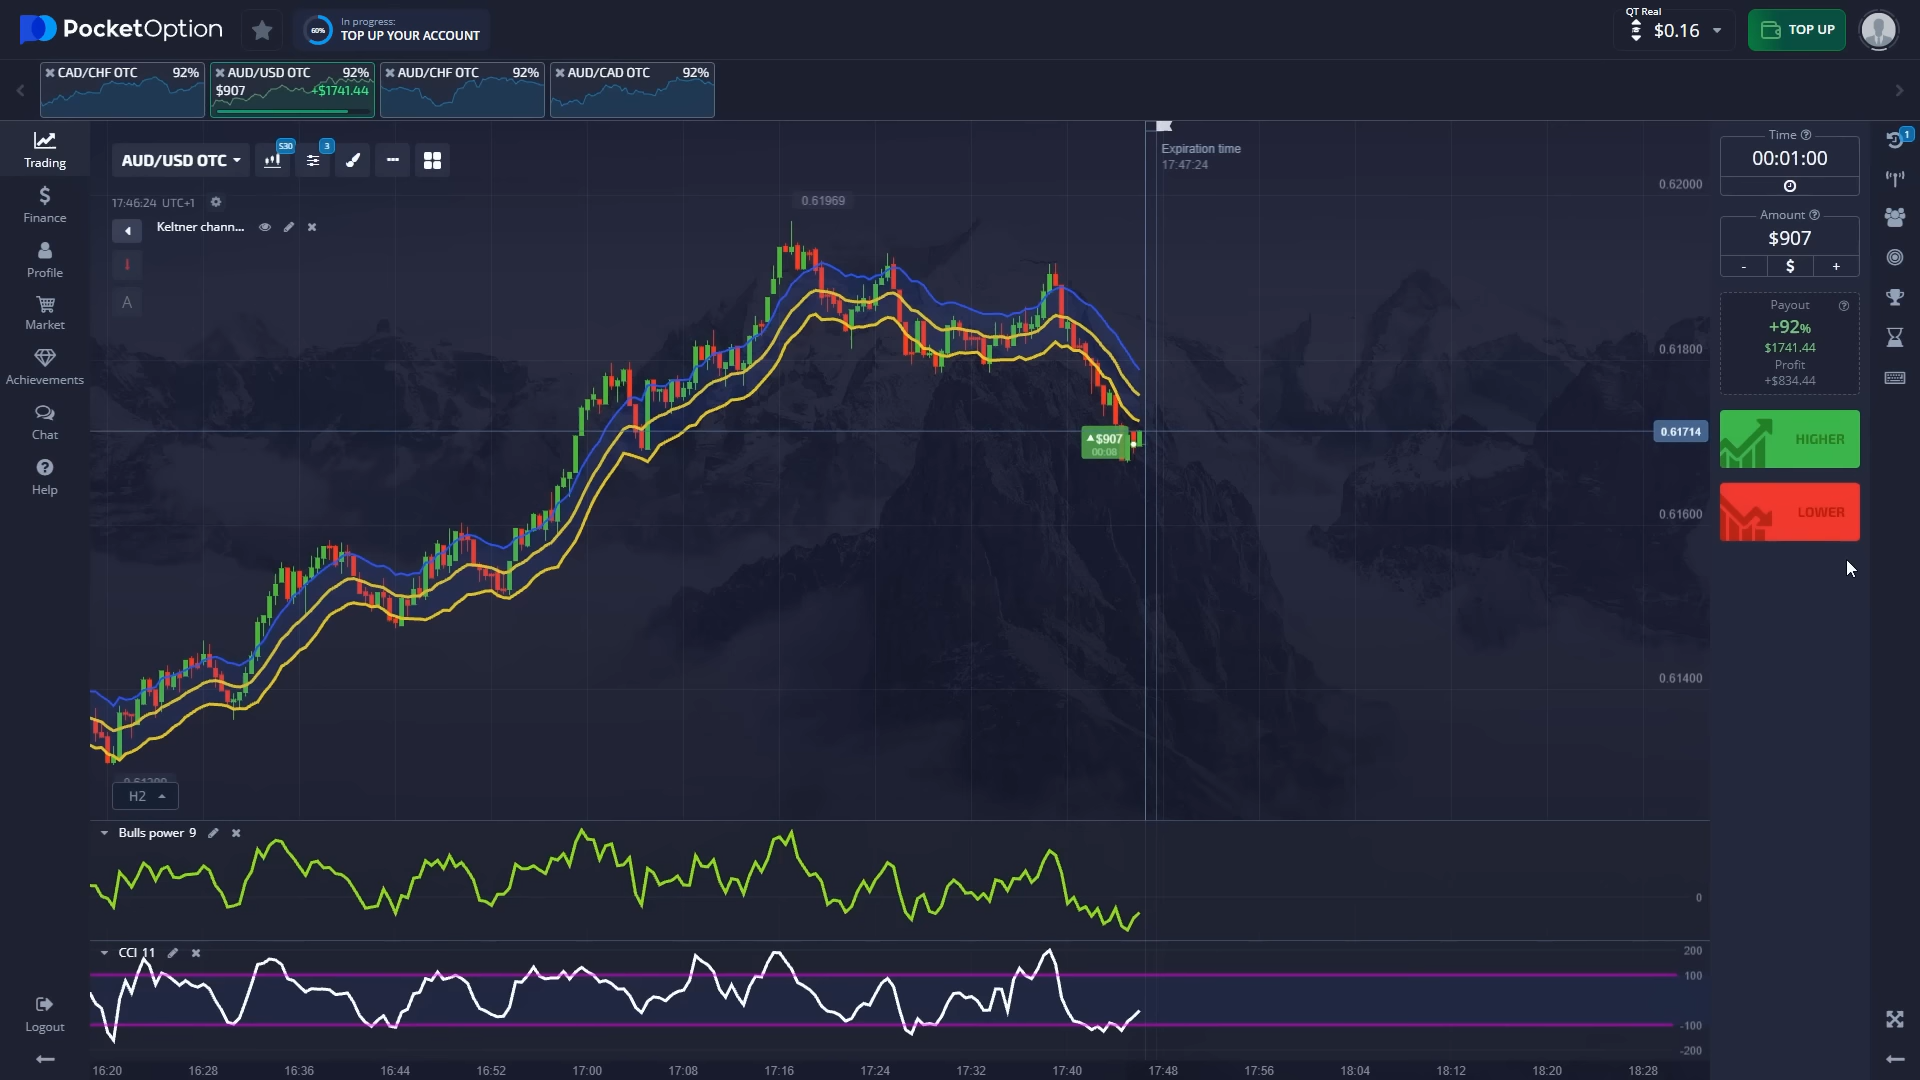 PocketOption
60%
In progress:
TOP UP YOUR ACCOUNT
QT Real
$0.16
TOP UP
CAD/CHF OTC 92%
AUD/USD OTC 92%
$907 +$1741.44
AUD/CHF OTC 92%
AUD/CAD OTC 92%
Trading
Finance
Profile
Market
Achievements
Chat
Help
Logout
AUD/USD OTC
S30
3
17:46:24 UTC+1
Keltner chann...
A
0.61969
Expiration time
17:47:24
0.62000
0.61800
0.61714
0.61600
0.61400
$907
00:08
H2
Time
00:01:00
Amount
$907
- $ +
Payout
+92%
$1741.44
Profit
+$834.44
HIGHER
LOWER
1
Bulls power 9
0
CCI 11
200
100
-100
-200
16:20 16:28 16:36 16:44 16:52 17:00 17:08 17:16 17:24 17:32 17:40 17:48 17:56 18:04 18:12 18:20 18:28